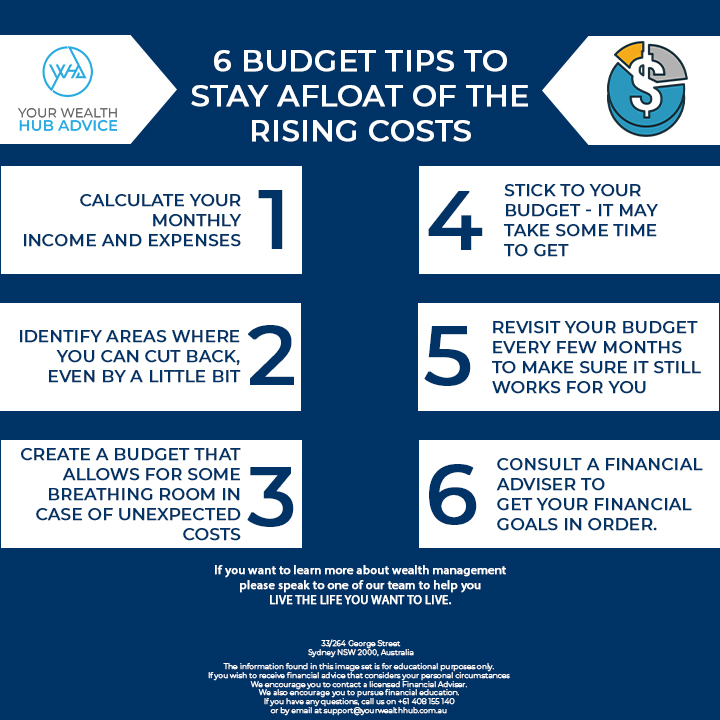 WHA
YOUR WEALTH
HUB ADVICE
6 BUDGET TIPS TO
STAY AFLOAT OF THE
RISING COSTS
$
CALCULATE YOUR
MONTHLY
INCOME AND EXPENSES
1
IDENTIFY AREAS WHERE
YOU CAN CUT BACK,
EVEN BY A LITTLE BIT
2
CREATE A BUDGET THAT
ALLOWS FOR SOME
BREATHING ROOM IN
CASE OF UNEXPECTED
COSTS
3
4
STICK TO YOUR
BUDGET - IT MAY
TAKE SOME TIME
TO GET
5
REVISIT YOUR BUDGET
EVERY FEW MONTHS
TO MAKE SURE IT STILL
WORKS FOR YOU
6
CONSULT A FINANCIAL
ADVISER TO
GET YOUR FINANCIAL
GOALS IN ORDER.
If you want to learn more about wealth management
please speak to one of our team to help you
LIVE THE LIFE YOU WANT TO LIVE.
33/264 George Street
Sydney NSW 2000, Australia
The information found in this image set is for educational purposes only.
If you wish to receive financial advice that considers your personal circumstances
We encourage you to contact a licensed Financial Adviser.
We also encourage you to pursue financial education.
If you have any questions, call us on +61 408 155 140
or by email at support@yourwealthhub.com.au